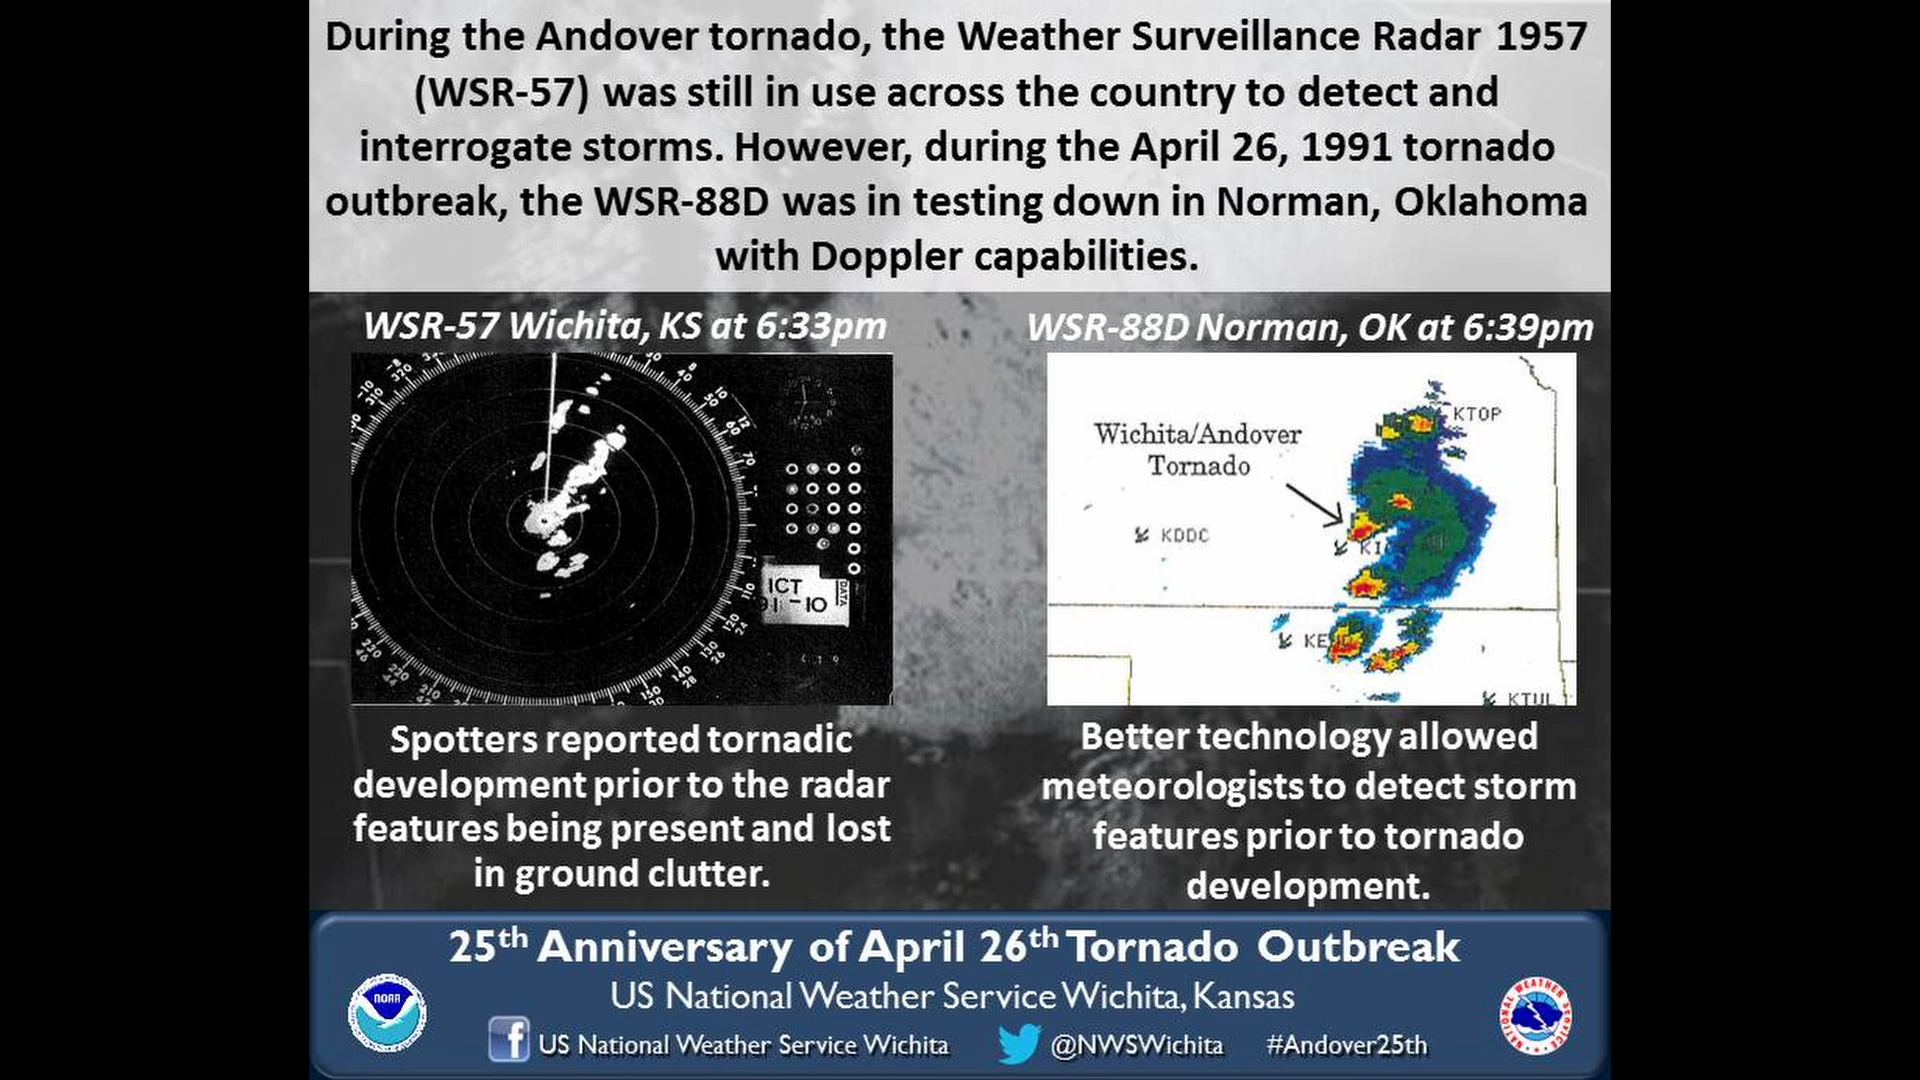 During the Andover tornado, the Weather Surveillance Radar 1957
(WSR-57) was still in use across the country to detect and
interrogate storms. However, during the April 26, 1991 tornado
outbreak, the WSR-88D was in testing down in Norman, Oklahoma
with Doppler capabilities.
WSR-57 Wichita, KS at 6:33pm
ICT
91-10
DATA
Spotters reported tornadic
development prior to the radar
features being present and lost
in ground clutter.
WSR-88D Norman, OK at 6:39pm
KTOP
Wichita/Andover
Tornado
KDDC
KTUL
Better technology allowed
meteorologists to detect storm
features prior to tornado
development.
25th Anniversary of April 26th Tornado Outbreak
US National Weather Service Wichita, Kansas
NOAA
US National Weather Service Wichita
@NWSWichita
#Andover25th
NATIONAL WEATHER SERVICE